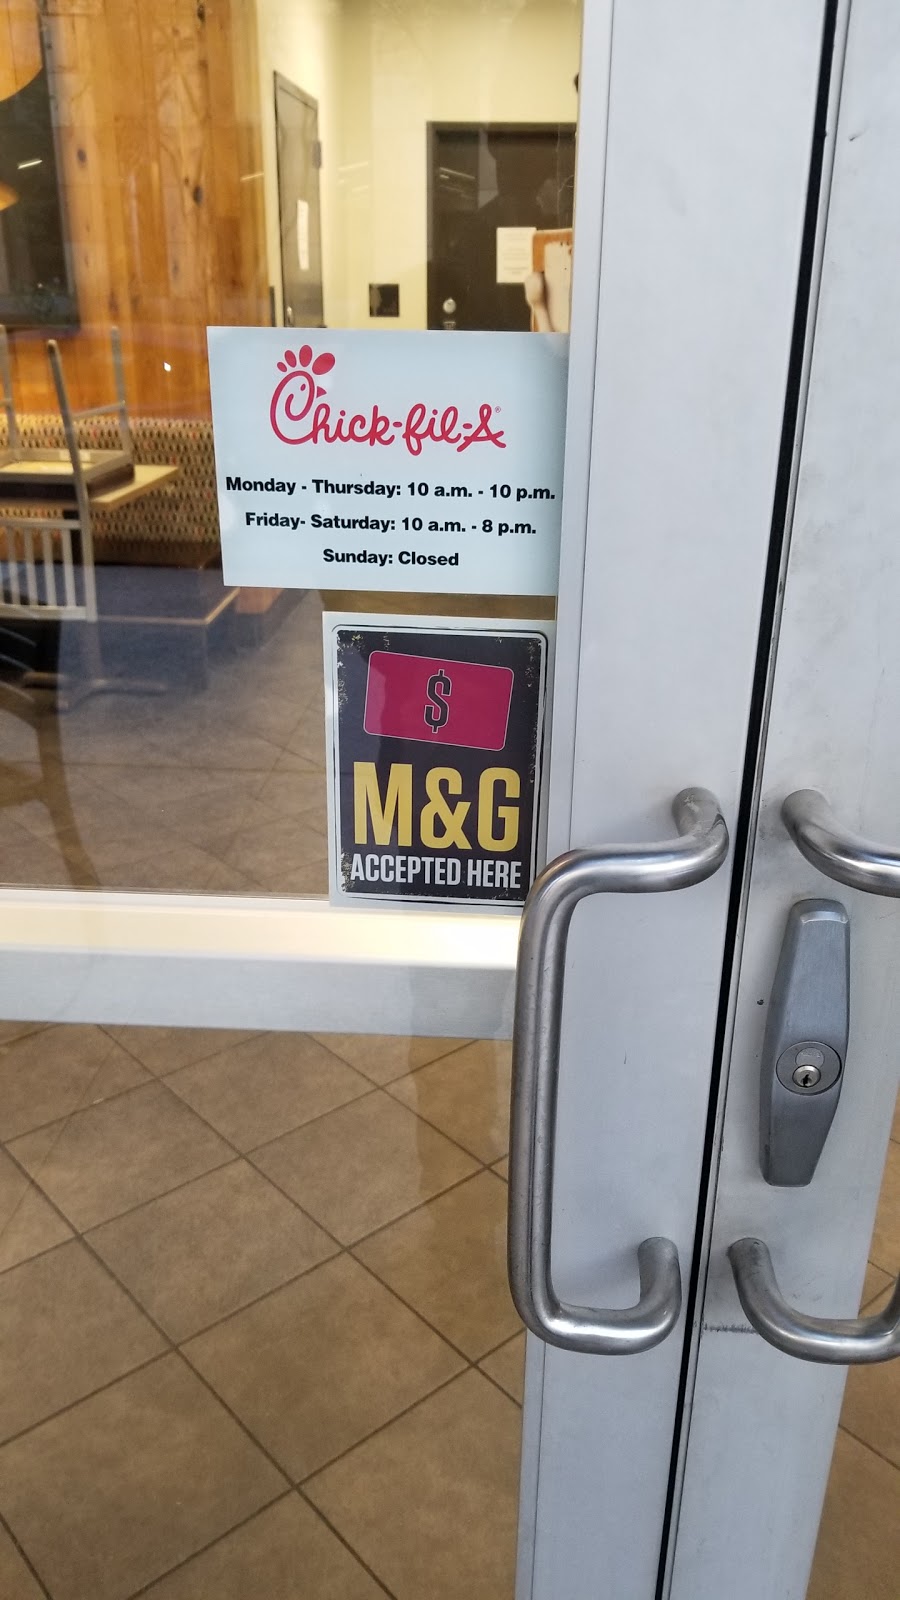 Chick-fil-A®
Monday - Thursday: 10 a.m. - 10 p.m.
Friday- Saturday: 10 a.m. - 8 p.m.
Sunday: Closed
$
M&G
ACCEPTED HERE